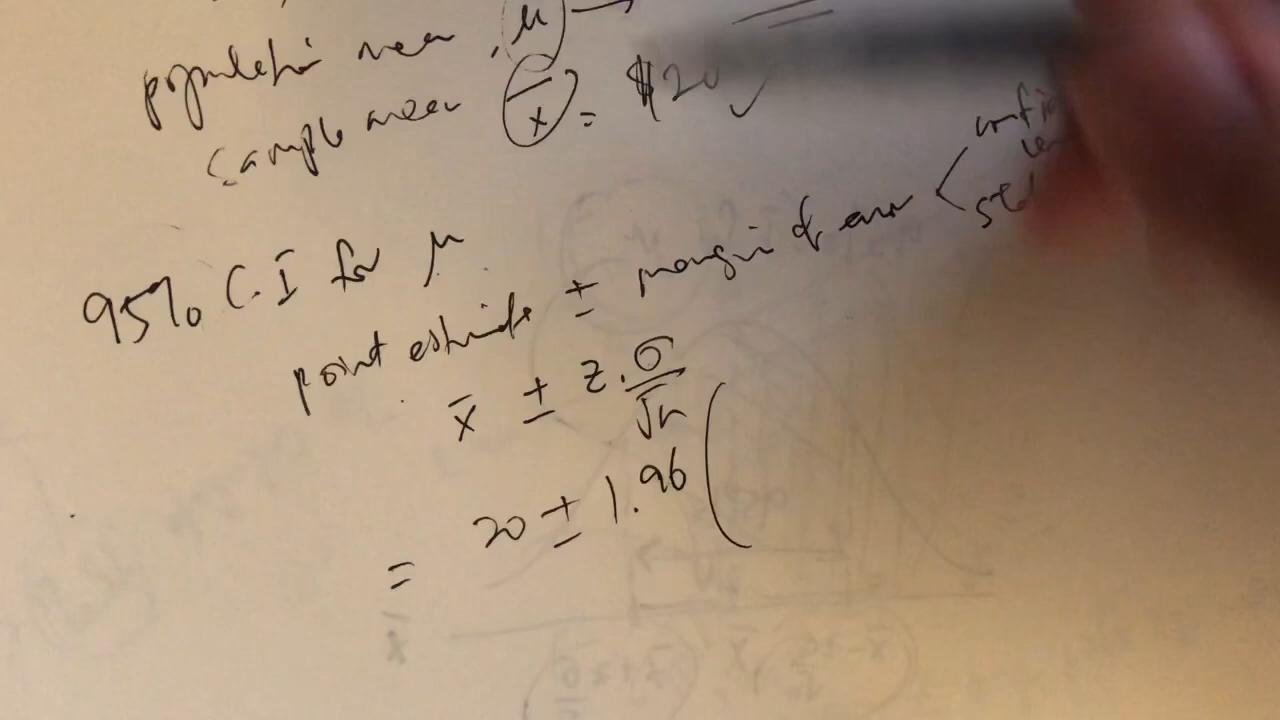 population mean, μ →
sample mean x̄ = $20
95% C.I for μ
point estimate ± margin of error <
x̄ ± z.σ/√n
= 20 ± 1.96 (